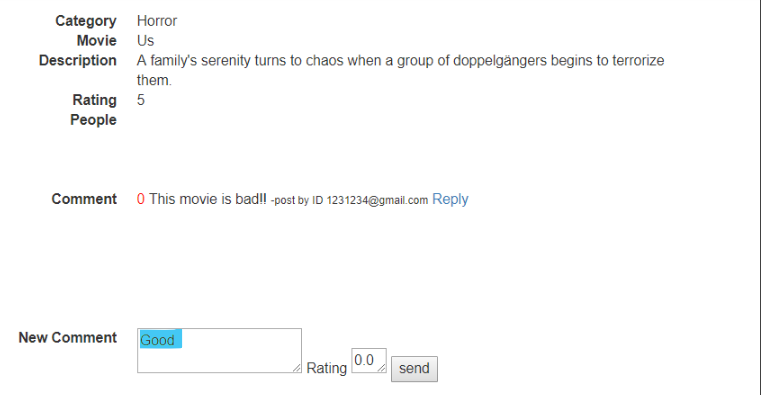 Category Horror
Movie Us
Description A family's serenity turns to chaos when a group of doppelgängers begins to terrorize
them.
Rating 5
People
Comment 0 This movie is bad!! -post by ID 1231234@gmail.com Reply
New Comment Good Rating 0.0 send